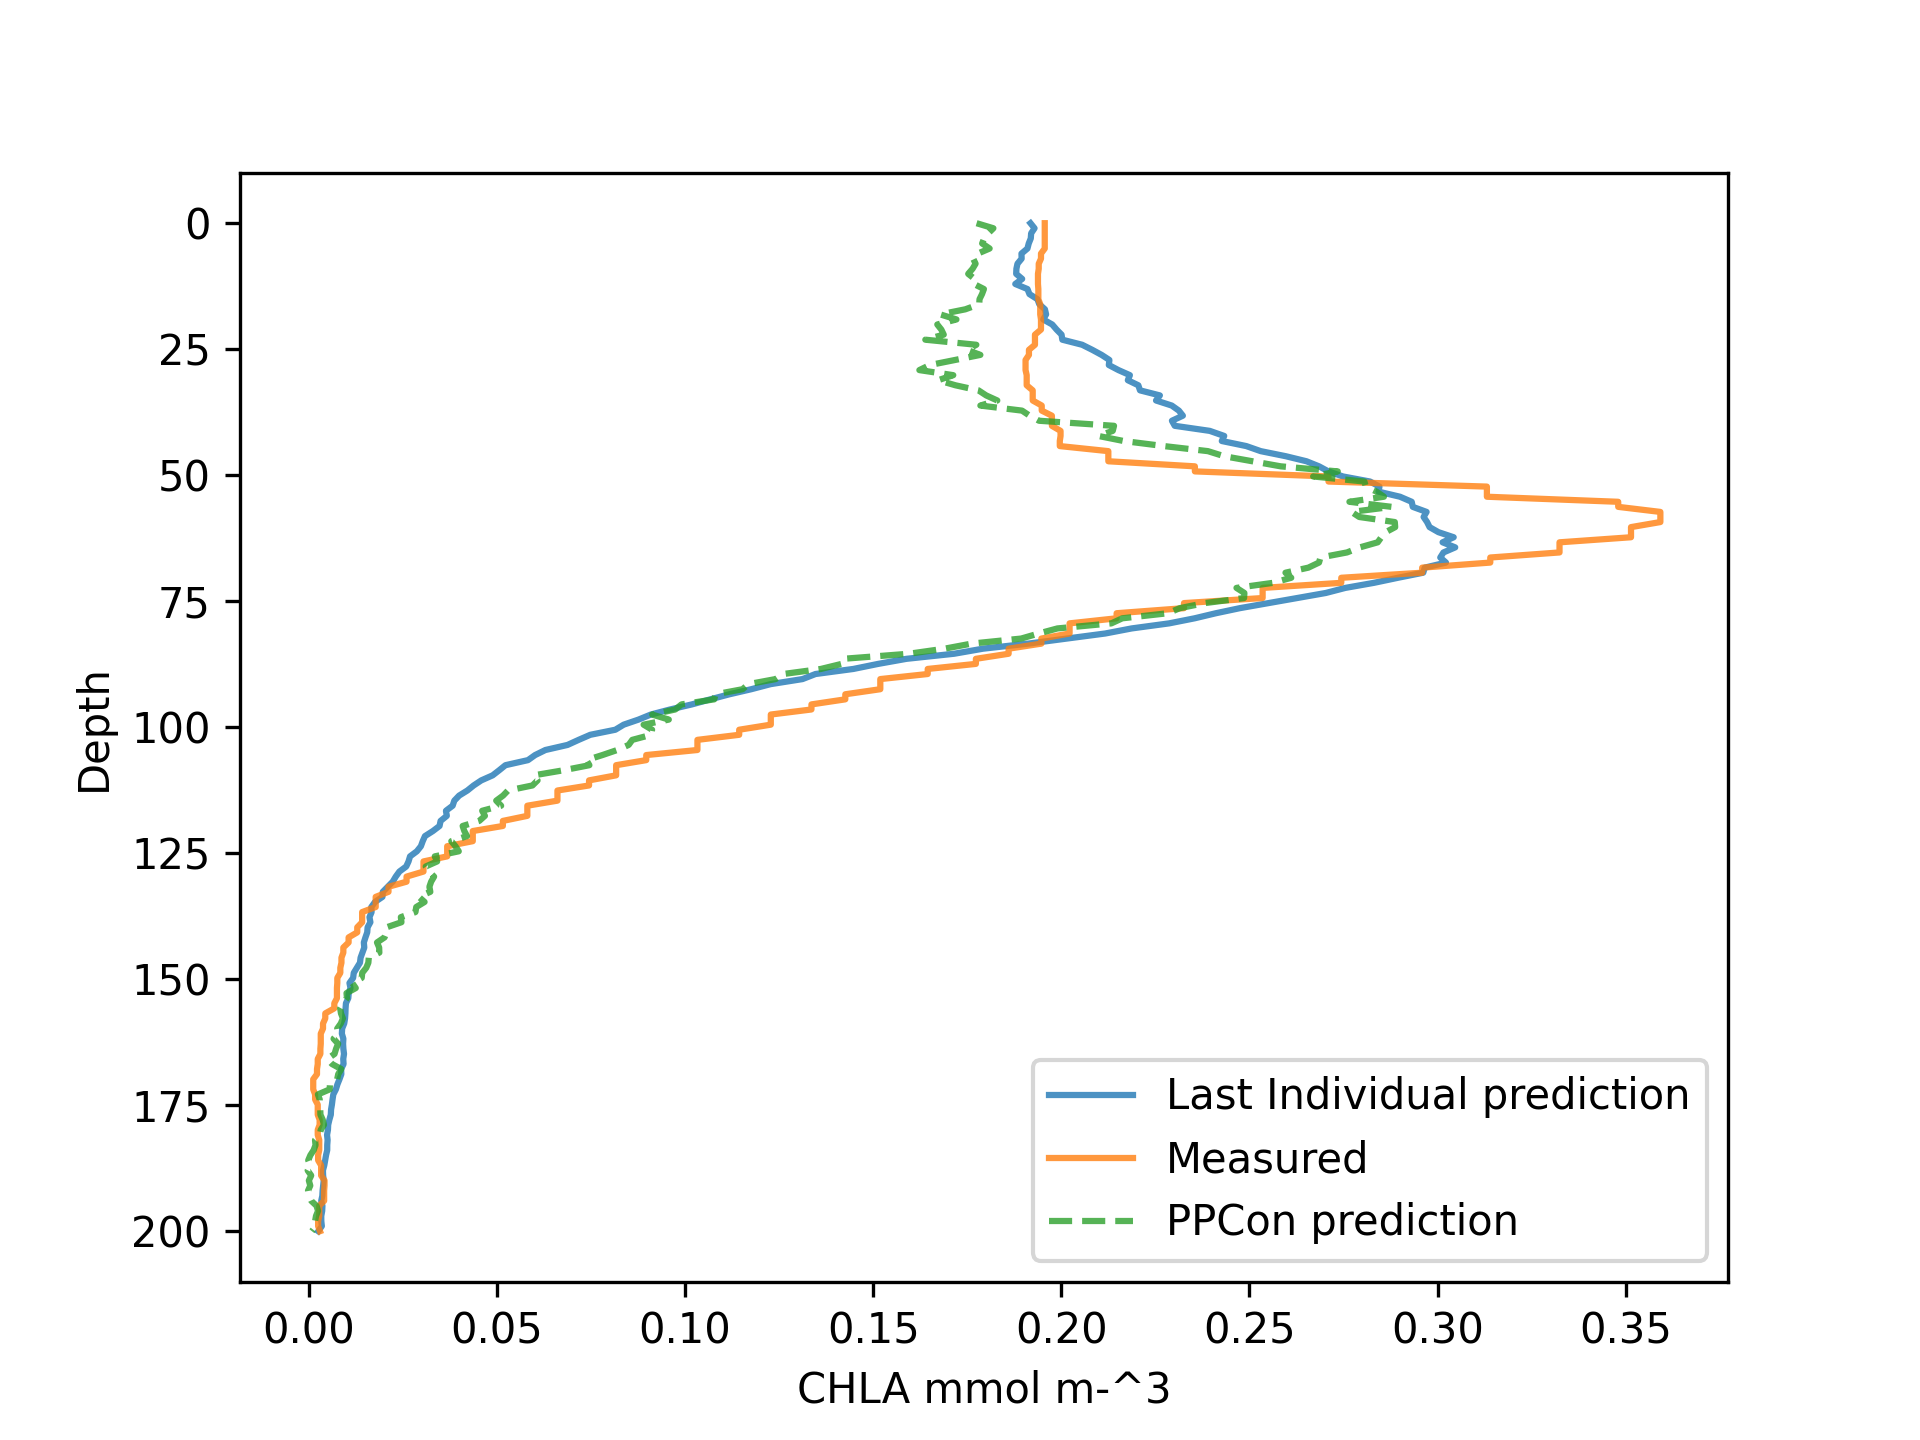 0
25
50
75
100
125
150
175
200
Depth
0.00 0.05 0.10 0.15 0.20 0.25 0.30 0.35
CHLA mmol m-^3
Last Individual prediction
Measured
PPCon prediction